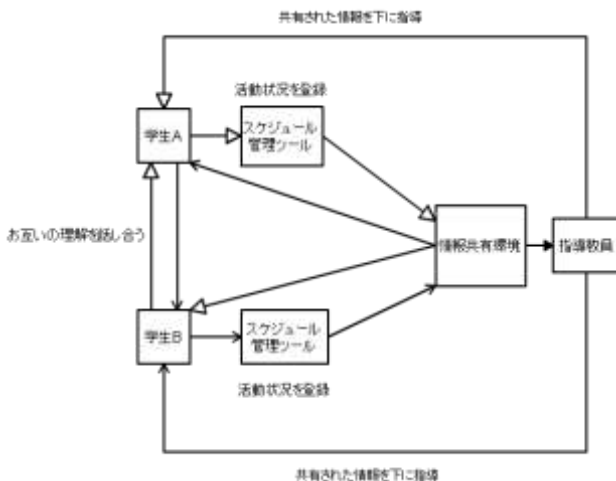 共有された情報を下に指導
活動状況を登録
学生A
スケジュール
管理ツール
お互いの理解を話し合う
情報共有環境
指導教員
学生B
スケジュール
管理ツール
活動状況を登録
共有された情報を下に指導